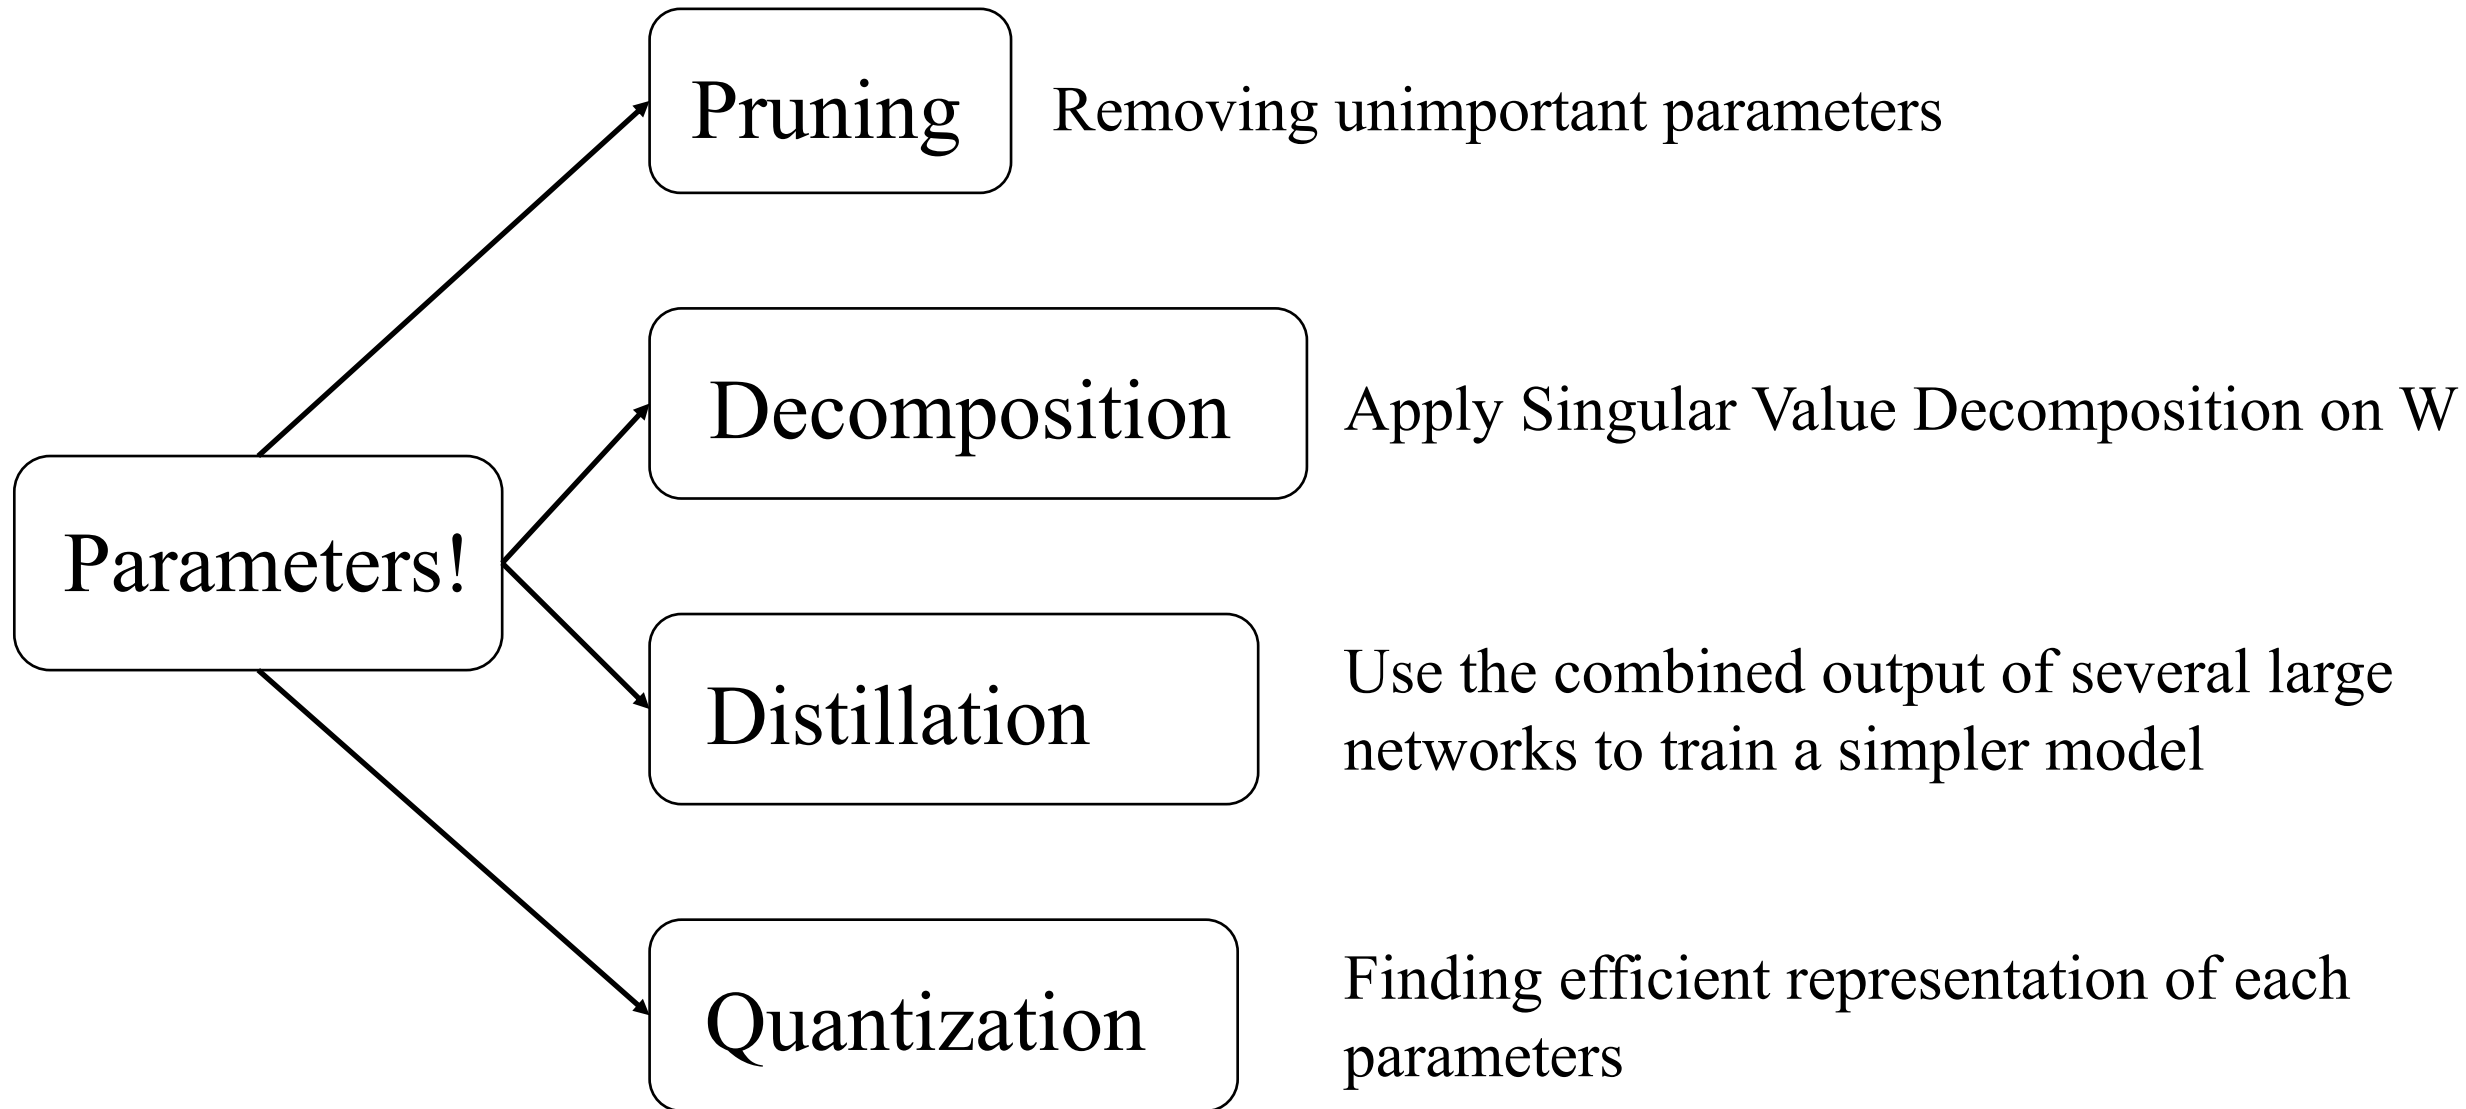 Pruning
Removing unimportant parameters
Decomposition
Apply Singular Value Decomposition on W
Parameters!
Distillation
Use the combined output of several large
networks to train a simpler model
Quantization
Finding efficient representation of each
parameters